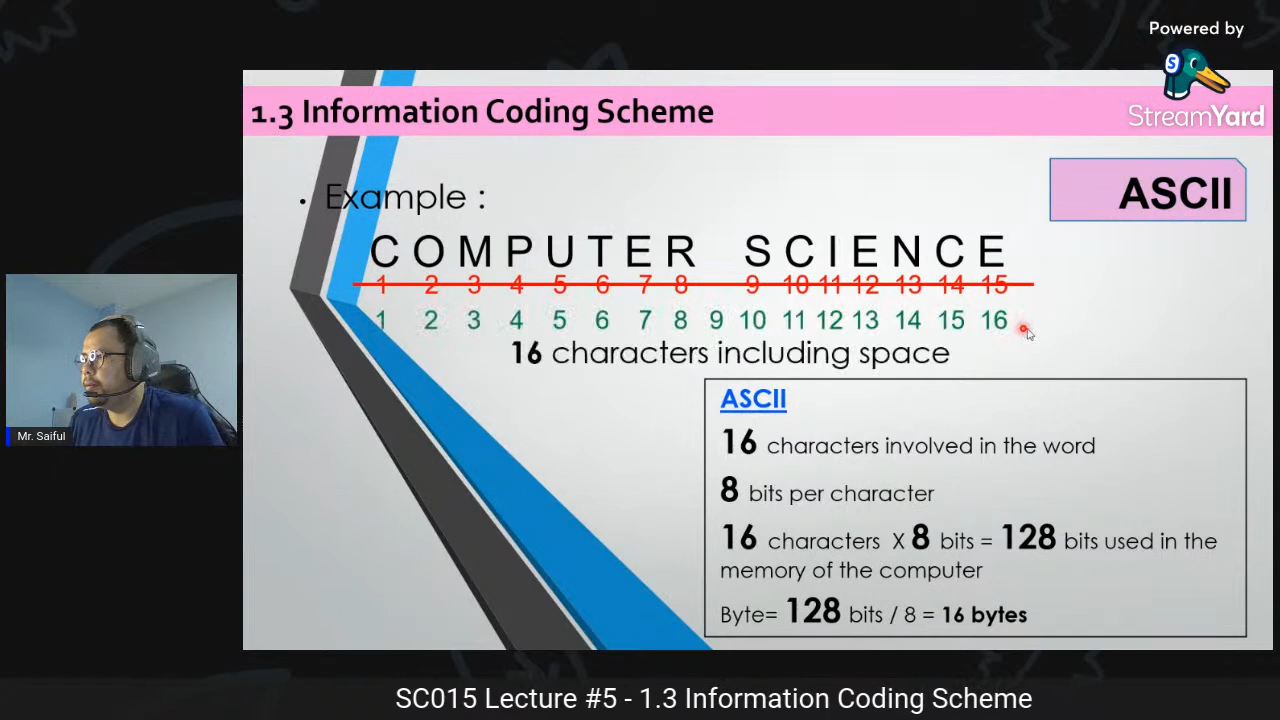 Powered by
StreamYard
1.3 Information Coding Scheme
ASCII
• Example :
COMPUTER SCIENCE
1 2 3 4 5 6 7 8 9 10 11 12 13 14 15
1 2 3 4 5 6 7 8 9 10 11 12 13 14 15 16
16 characters including space
ASCII
16 characters involved in the word
8 bits per character
16 characters X 8 bits = 128 bits used in the
memory of the computer
Byte= 128 bits / 8 = 16 bytes
Mr. Saiful
SC015 Lecture #5 - 1.3 Information Coding Scheme